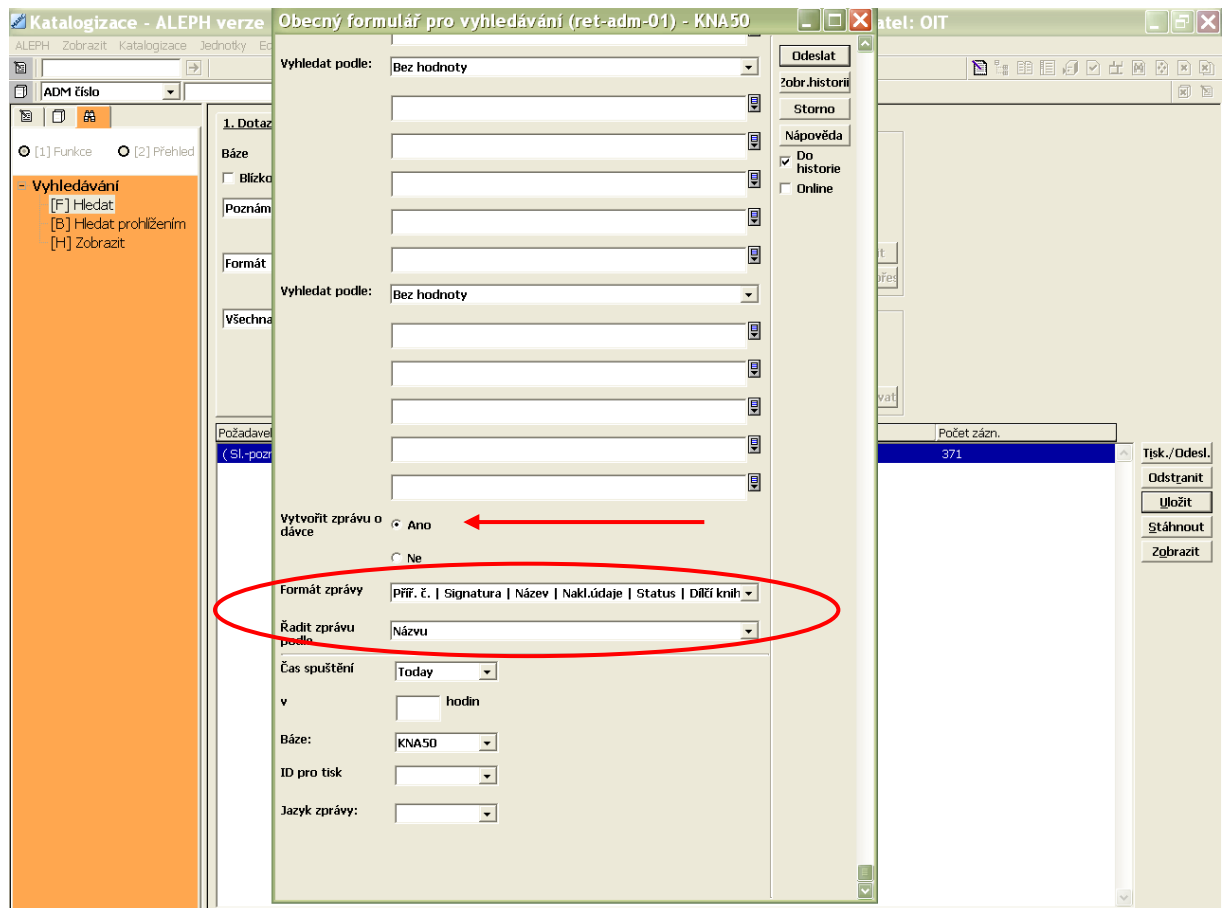 Katalogizace - ALEPH verze
Obecný formulář pro vyhledávání (ret-adm-01) - KNA50
atel: OIT
ALEPH Zobrazit Katalogizace Jednotky
ADM číslo
[1] Funkce [2] Přehled
Vyhledávání
[F] Hledat
[B] Hledat prohlížením
[H] Zobrazit
1. Dotaz
Báze
Blízko
Poznám
Formát
Všechna
Požadavek
( Sl.-pozn
Vyhledat podle: Bez hodnoty
Vyhledat podle: Bez hodnoty
Vytvořit zprávu o
dávce
Ano
Ne
Formát zprávy Přír. č. | Signatura | Název | Nakl.údaje | Status | Dílčí knih
Řadit zprávu
podle
Názvu
Čas spuštění Today
v hodin
Báze: KNA50
ID pro tisk
Jazyk zprávy:
Odeslat
Zobr.historii
Storno
Nápověda
Do
historie
Online
Počet zázn.
371
Tisk./Odesl.
Odstranit
Uložit
Stáhnout
Zobrazit